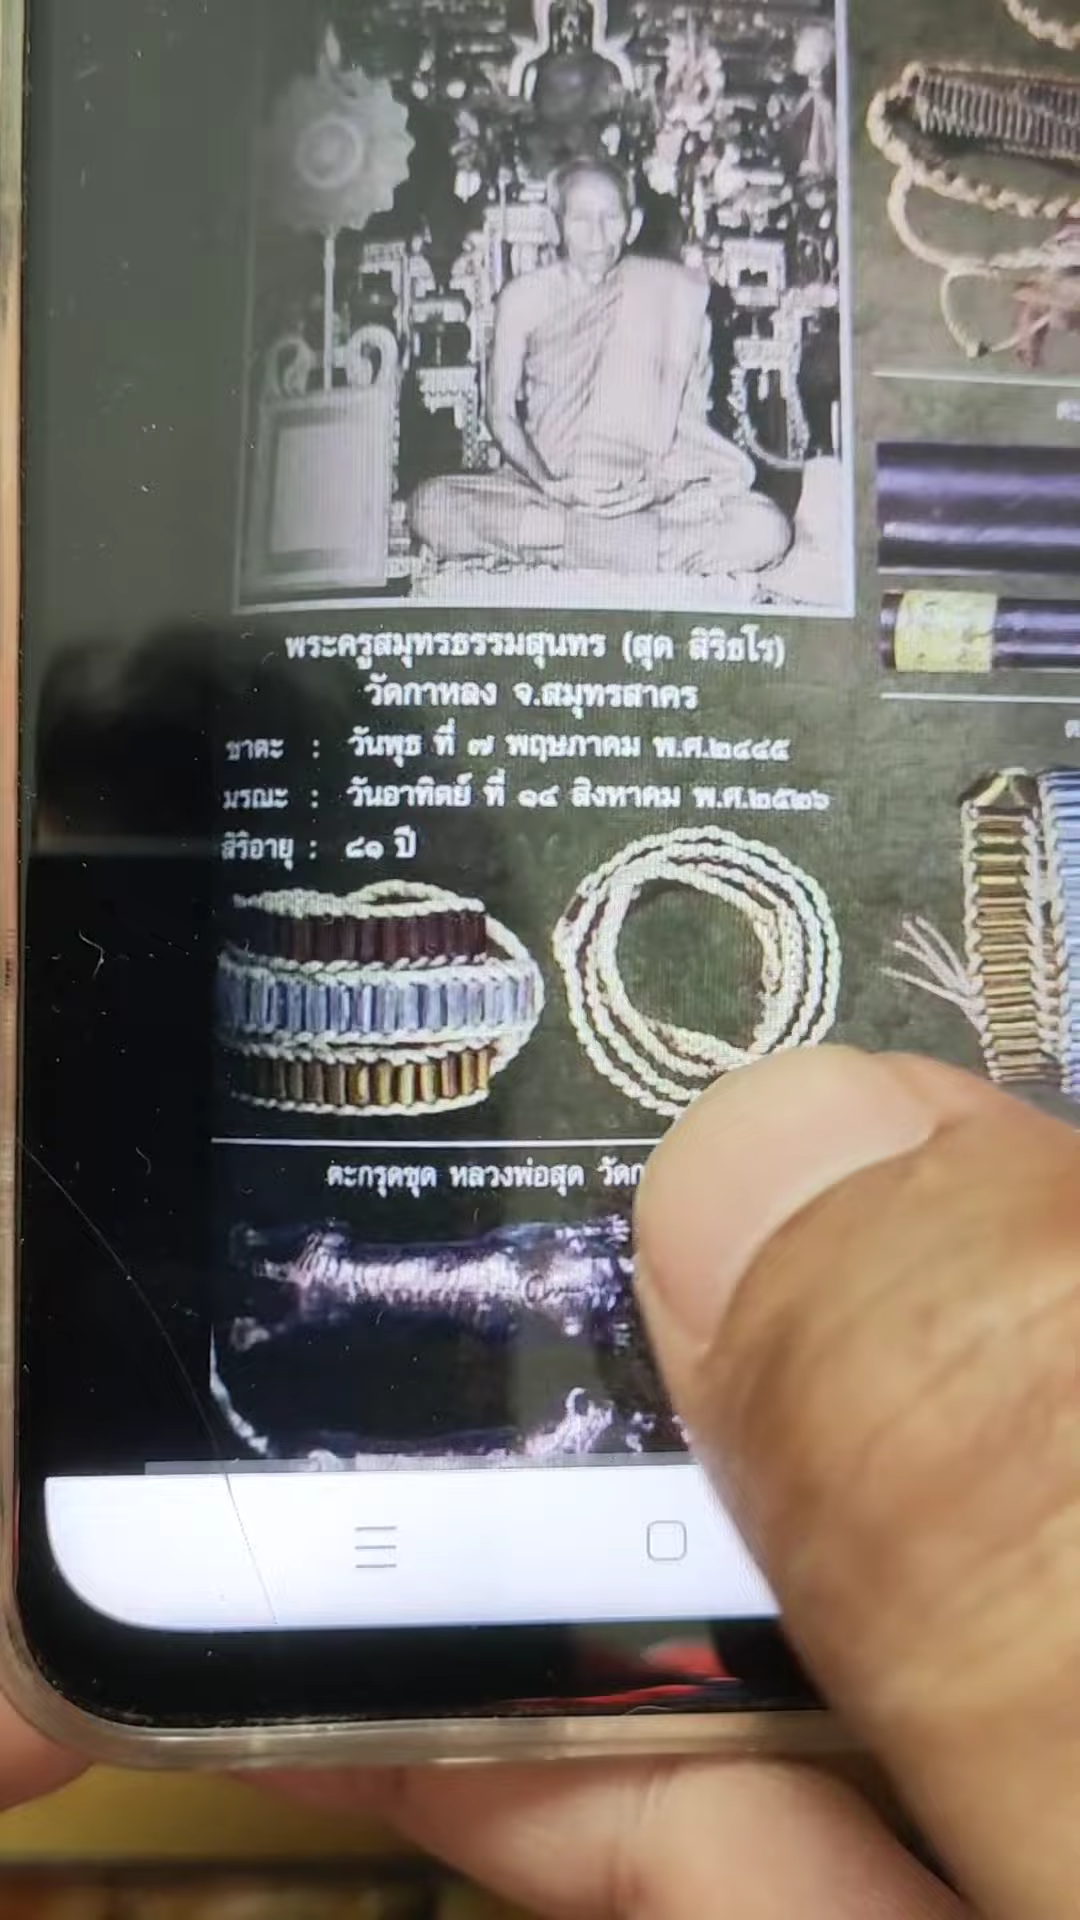 พระครูสมุทรธรรมสุนทร (สุด สิริธโร)
วัดกาหลง จ.สมุทรสาคร
ชาตะ : วันพุธ ที่ ๗ พฤษภาคม พ.ศ.๒๔๔๕
มรณะ : วันอาทิตย์ ที่ ๑๔ สิงหาคม พ.ศ.๒๕๒๖
สิริอายุ : ๘๑ ปี
ตะกรุดชุด หลวงพ่อสุด